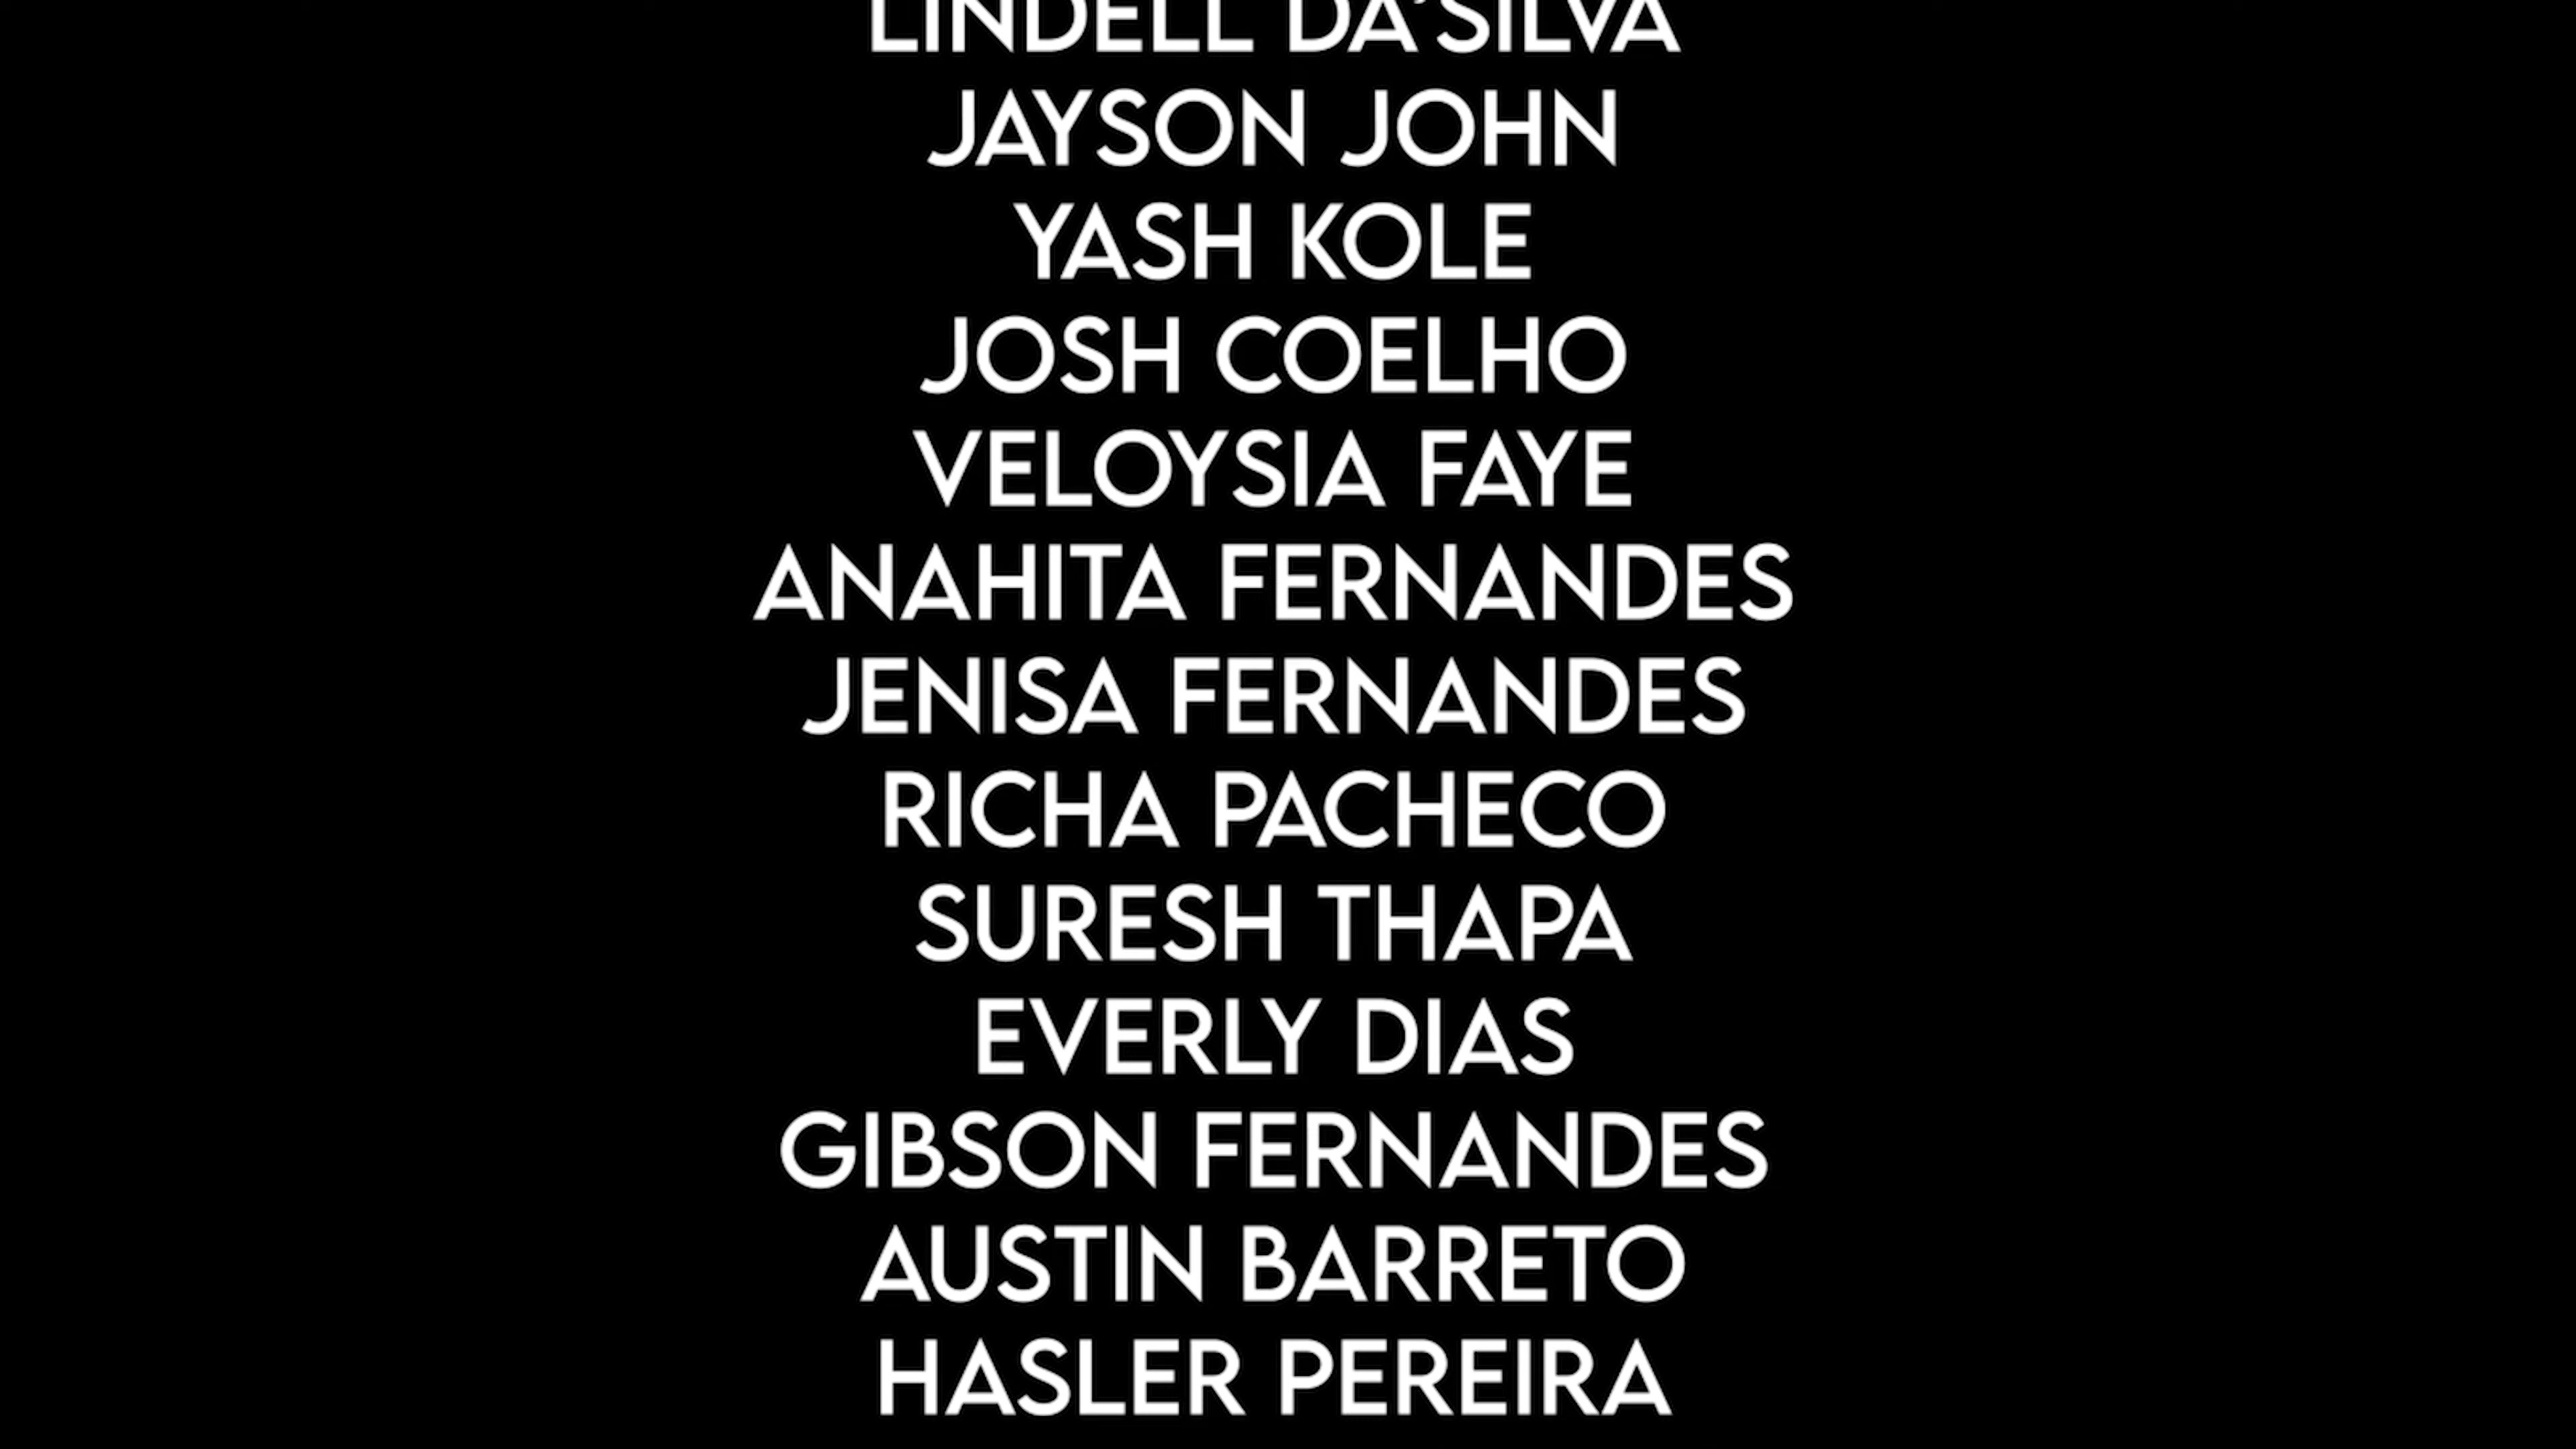 LINDELL DA'SILVA
JAYSON JOHN
YASH KOLE
JOSH COELHO
VELOYSIA FAYE
ANAHITA FERNANDES
JENISA FERNANDES
RICHA PACHECO
SURESH THAPA
EVERLY DIAS
GIBSON FERNANDES
AUSTIN BARRETO
HASLER PEREIRA